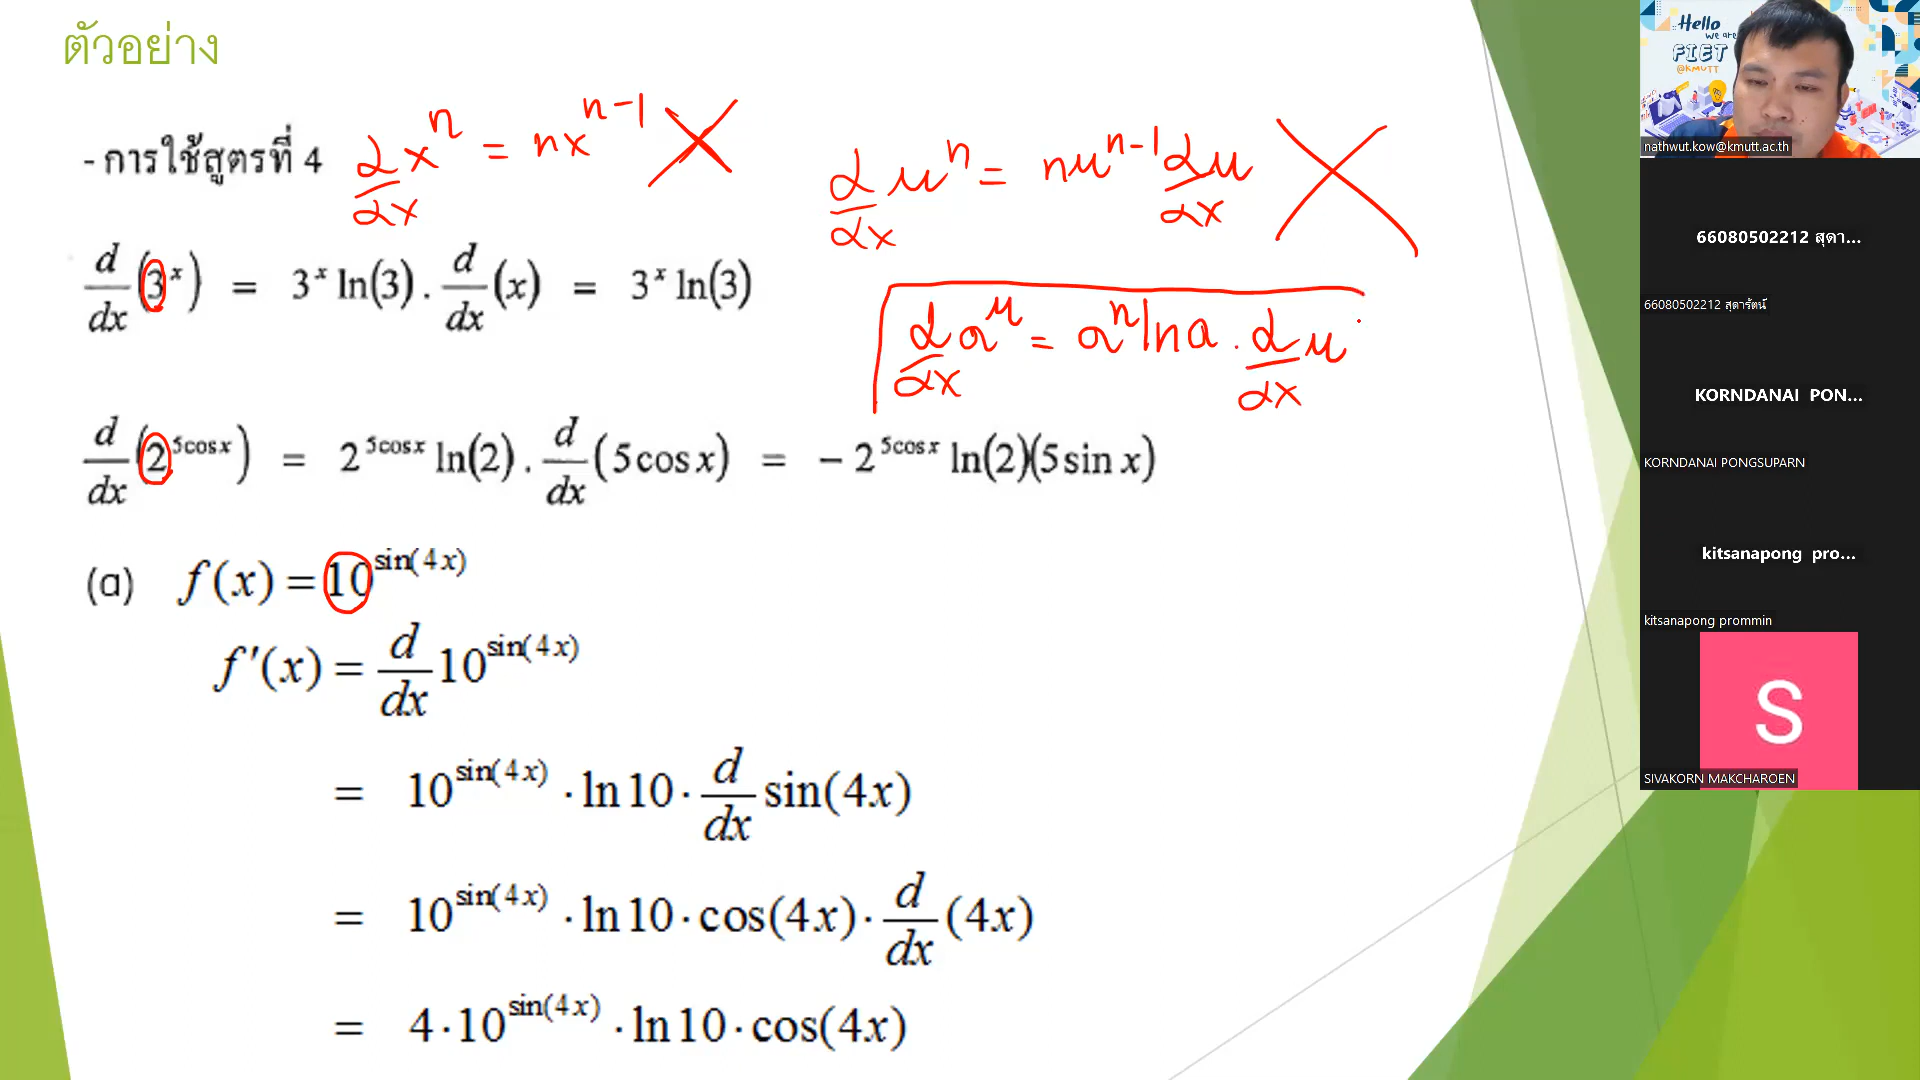 ตัวอย่าง
- การใช้สูตรที่ 4
d/dx x^n = nx^(n-1)
d/dx u^n = nu^(n-1) du/dx
d/dx (3^x) = 3^x ln(3) . d/dx (x) = 3^x ln(3)
d/dx a^u = a^n ln a . d/dx u
d/dx (2^(5cos x)) = 2^(5cos x) ln(2) . d/dx (5cos x) = - 2^(5cos x) ln(2)(5sin x)
(a) f(x) = 10^(sin(4x))
f'(x) = d/dx 10^(sin(4x))
= 10^(sin(4x)) · ln10 · d/dx sin(4x)
= 10^(sin(4x)) · ln10 · cos(4x) · d/dx (4x)
= 4 · 10^(sin(4x)) · ln10 · cos(4x)
Hello
we are
FIET
@KMUTT
nathwut.kow@kmutt.ac.th
66080502212 สุดา...
66080502212 สุดารัตน์
KORNDANAI PON...
KORNDANAI PONGSUPARN
kitsanapong pro...
kitsanapong prommin
S
SIVAKORN MAKCHAROEN